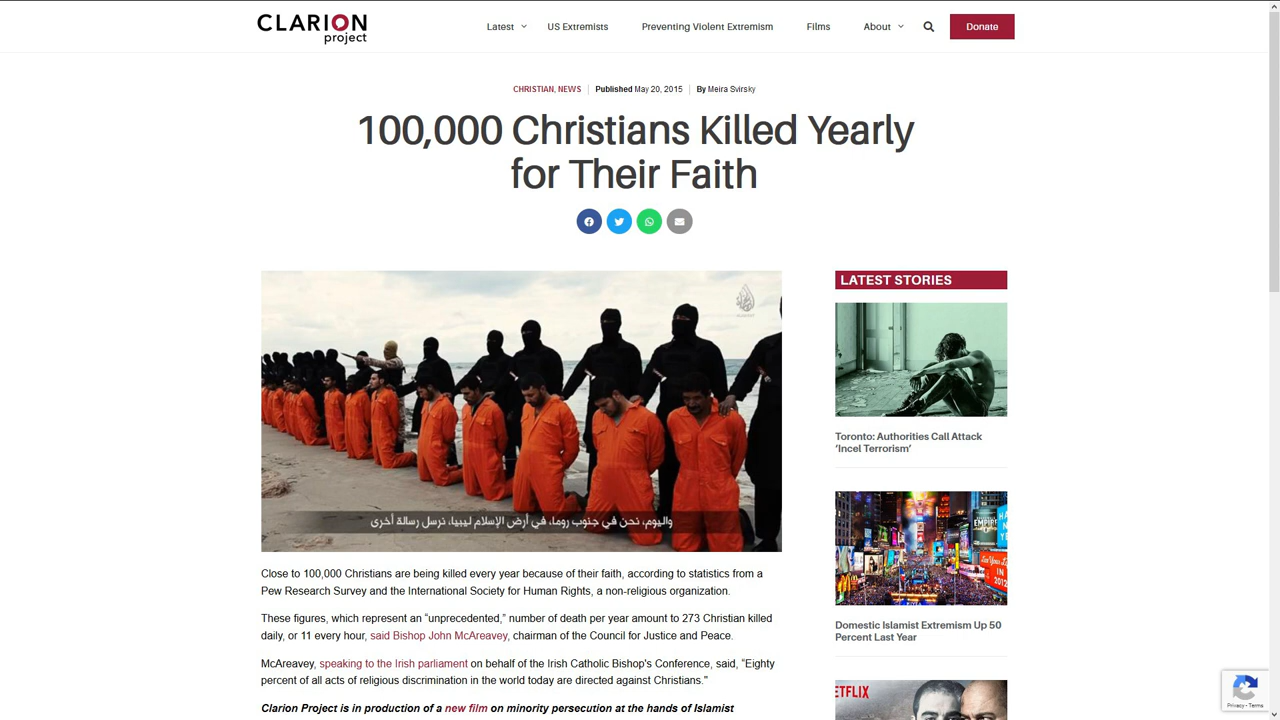 CLARION
project
Latest
US Extremists
Preventing Violent Extremism
Films
About
Donate
CHRISTIAN, NEWS
Published May 20, 2015
By Meira Svirsky
100,000 Christians Killed Yearly
for Their Faith
واليوم، نحن في جنوب روما، في أرض الإسلام ليبيا، نرسل رسالة أخرى
Close to 100,000 Christians are being killed every year because of their faith, according to statistics from a
Pew Research Survey and the International Society for Human Rights, a non-religious organization.
These figures, which represent an “unprecedented,” number of death per year amount to 273 Christian killed
daily, or 11 every hour, said Bishop John McAreavey, chairman of the Council for Justice and Peace.
McAreavey, speaking to the Irish parliament on behalf of the Irish Catholic Bishop's Conference, said, “Eighty
percent of all acts of religious discrimination in the world today are directed against Christians.”
Clarion Project is in production of a new film on minority persecution at the hands of Islamist
LATEST STORIES
Toronto: Authorities Call Attack
‘Incel Terrorism’
EMPIRE
Domestic Islamist Extremism Up 50
Percent Last Year
ETFLIX
Privacy - Terms